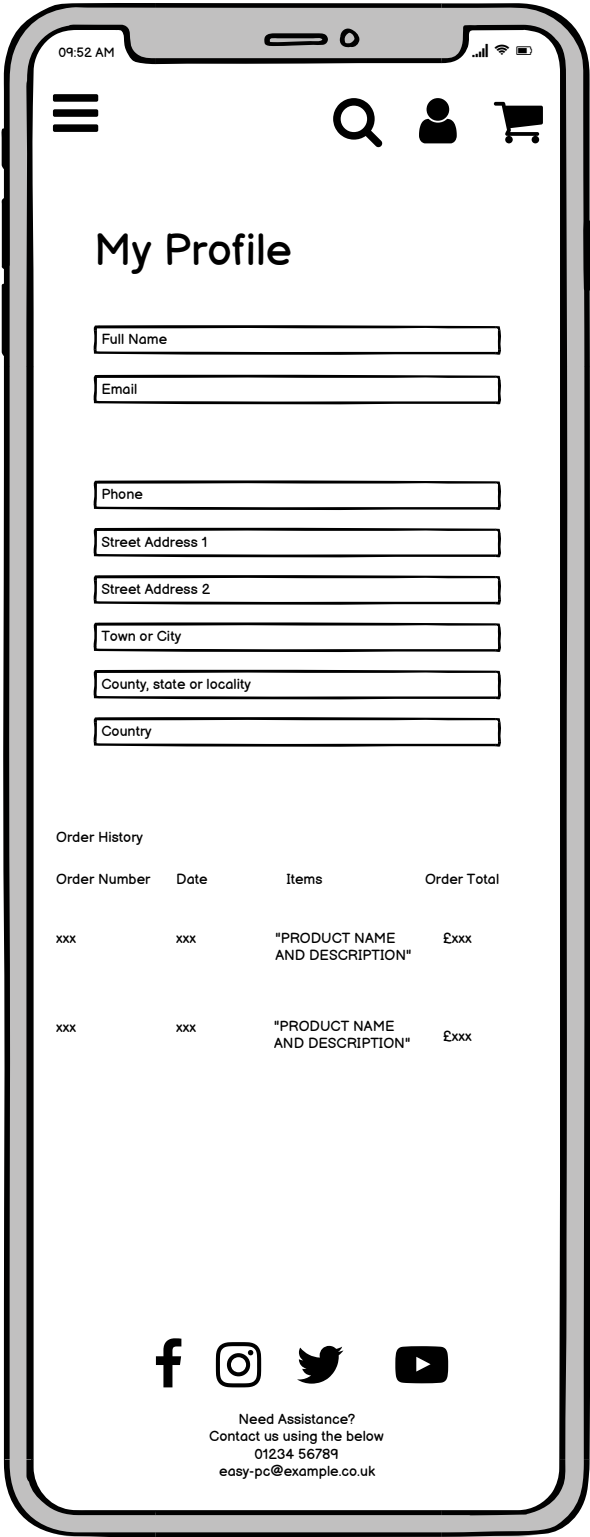 09:52 AM
My Profile
Full Name
Email
Phone
Street Address 1
Street Address 2
Town or City
County, state or locality
Country
Order History
Order Number Date Items Order Total
xxx xxx "PRODUCT NAME £xxx
AND DESCRIPTION"
xxx xxx "PRODUCT NAME
AND DESCRIPTION" £xxx
Need Assistance?
Contact us using the below
01234 56789
easy-pc@example.co.uk